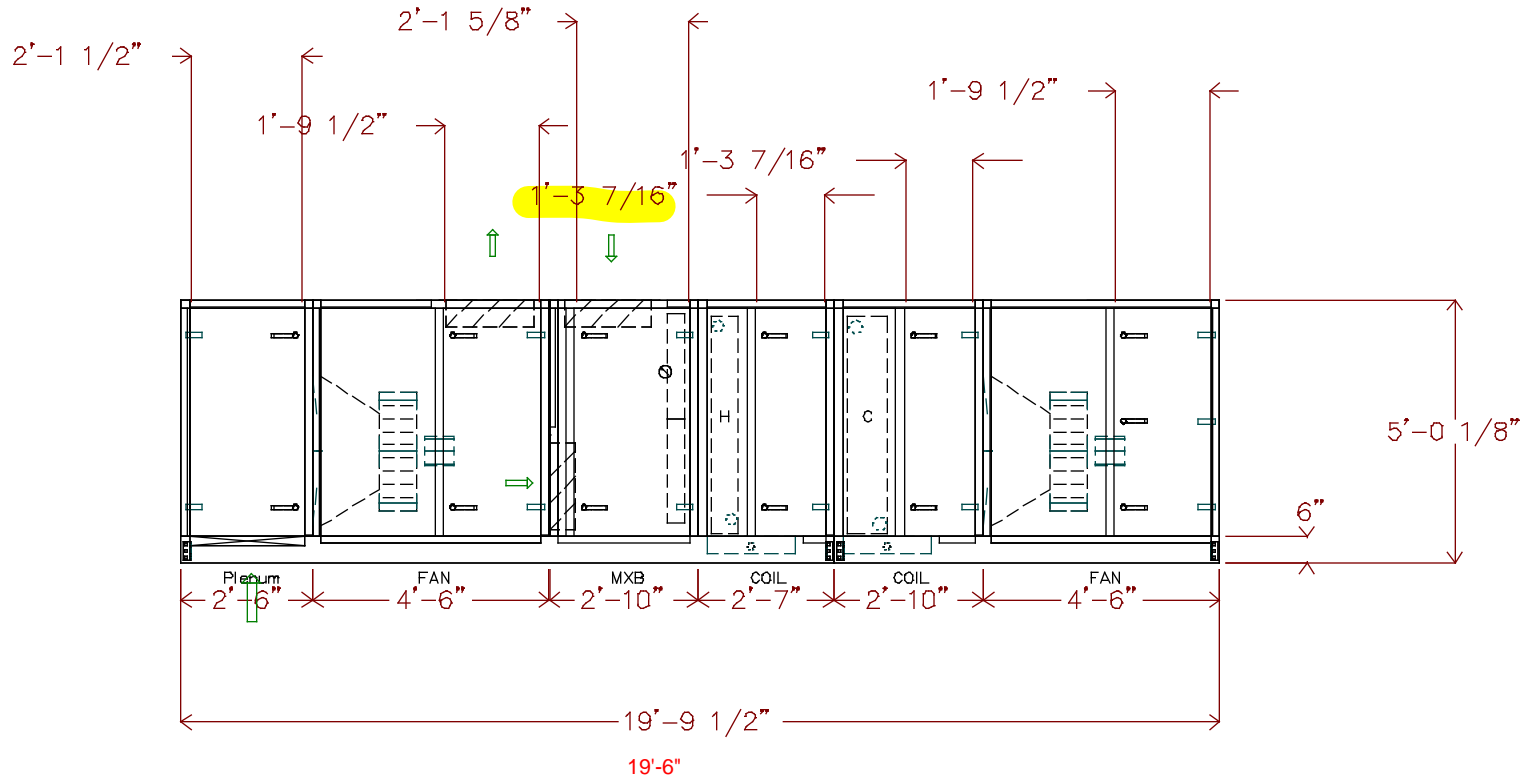 2'-1 5/8"
2'-1 1/2"
1'-9 1/2"
1'-9 1/2"
1'-3 7/16"
1'-3 7/16"
H
C
5'-0 1/8"
6"
Plenum FAN MXB COIL COIL FAN
2'-6" 4'-6" 2'-10" 2'-7" 2'-10" 4'-6"
19'-9 1/2"
19'-6"